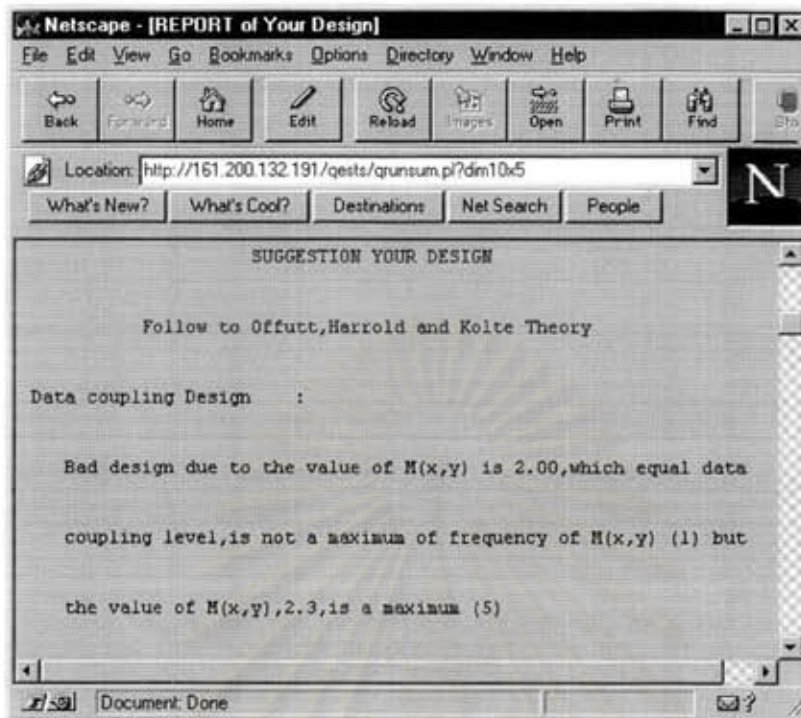 Netscape - [REPORT of Your Design]
File Edit View Go Bookmarks Options Directory Window Help
Back Forward Home Edit Reload Images Open Print Find
Location: http://161.200.132.191/qests/qrunsum.pl?dim10x5
What's New? What's Cool? Destinations Net Search People
N
SUGGESTION YOUR DESIGN
Follow to Offutt,Harrold and Kolte Theory
Data coupling Design :
Bad design due to the value of M(x,y) is 2.00,which equal data
coupling level,is not a maximum of frequency of M(x,y) (1) but
the value of M(x,y),2.3,is a maximum (5)
Document: Done